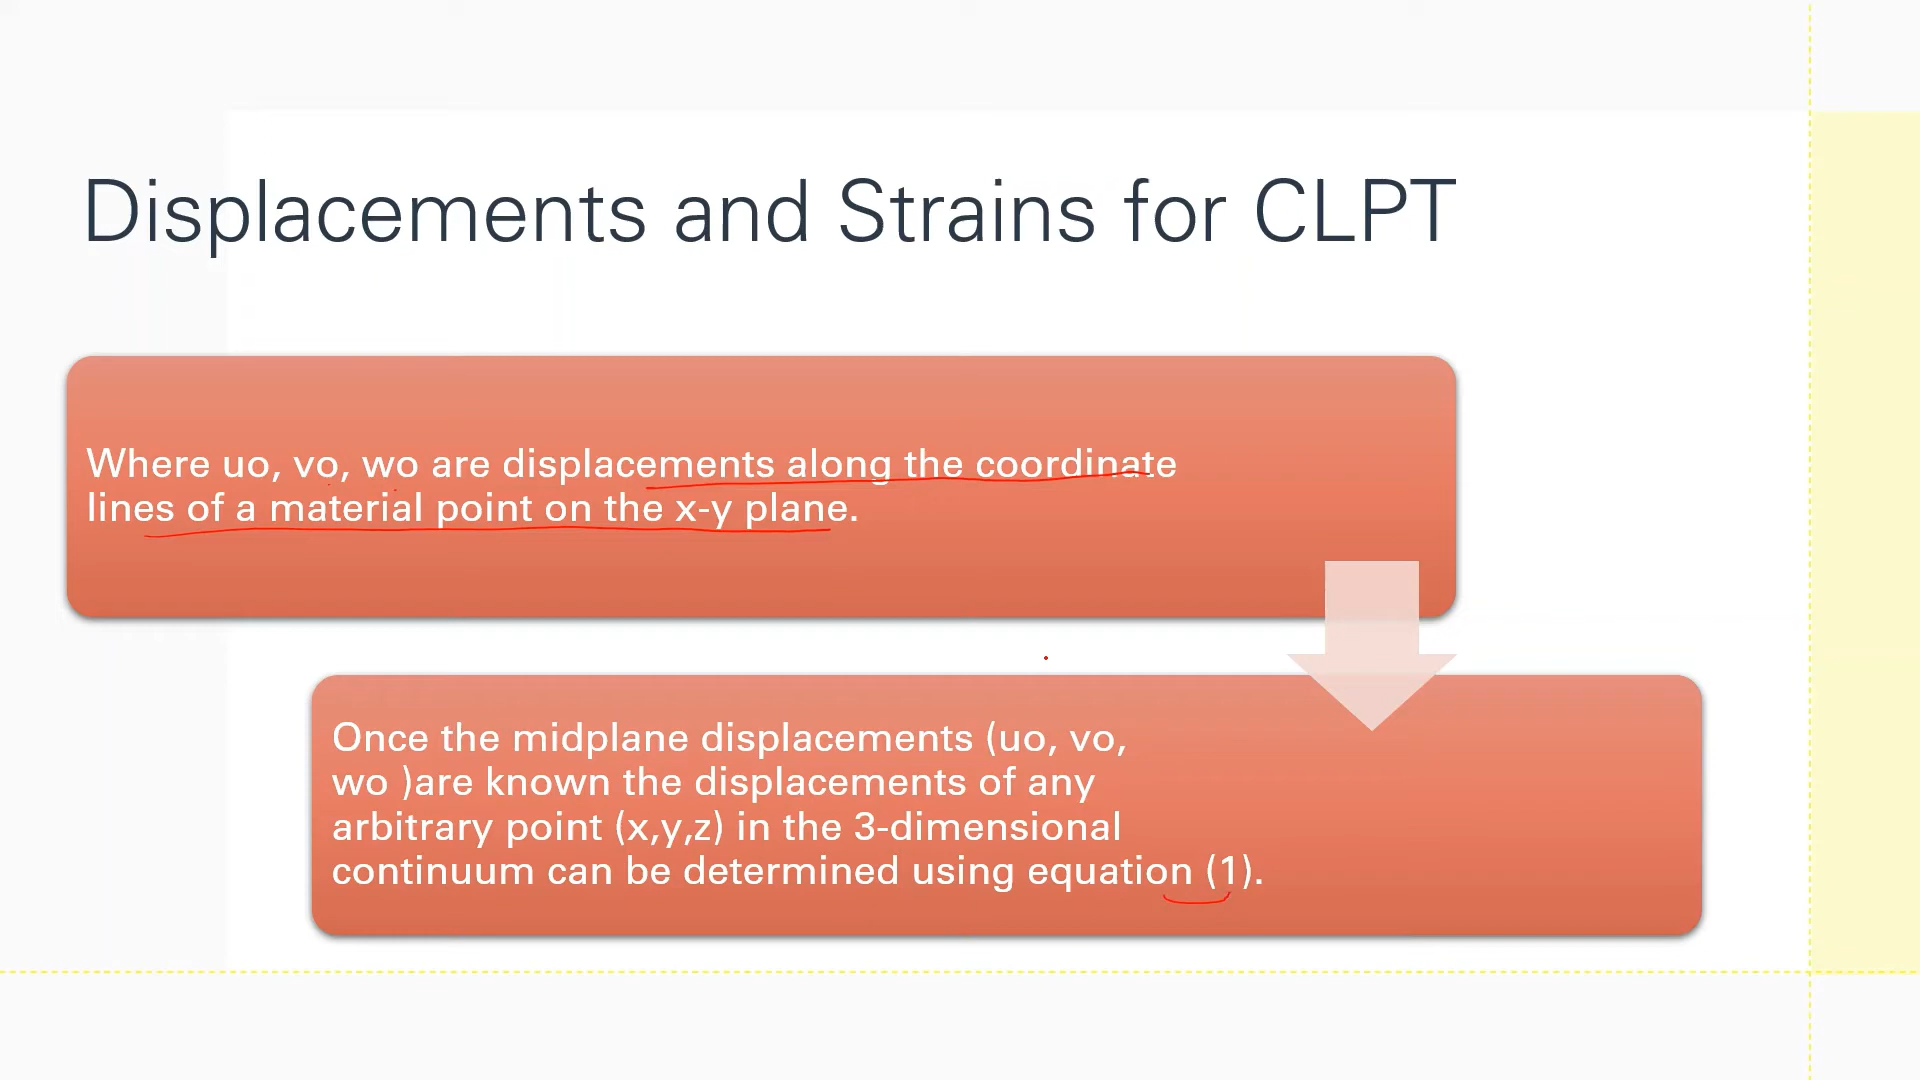 Displacements and Strains for CLPT
Where uo, vo, wo are displacements along the coordinate
lines of a material point on the x-y plane.
Once the midplane displacements (uo, vo,
wo )are known the displacements of any
arbitrary point (x,y,z) in the 3-dimensional
continuum can be determined using equation (1).